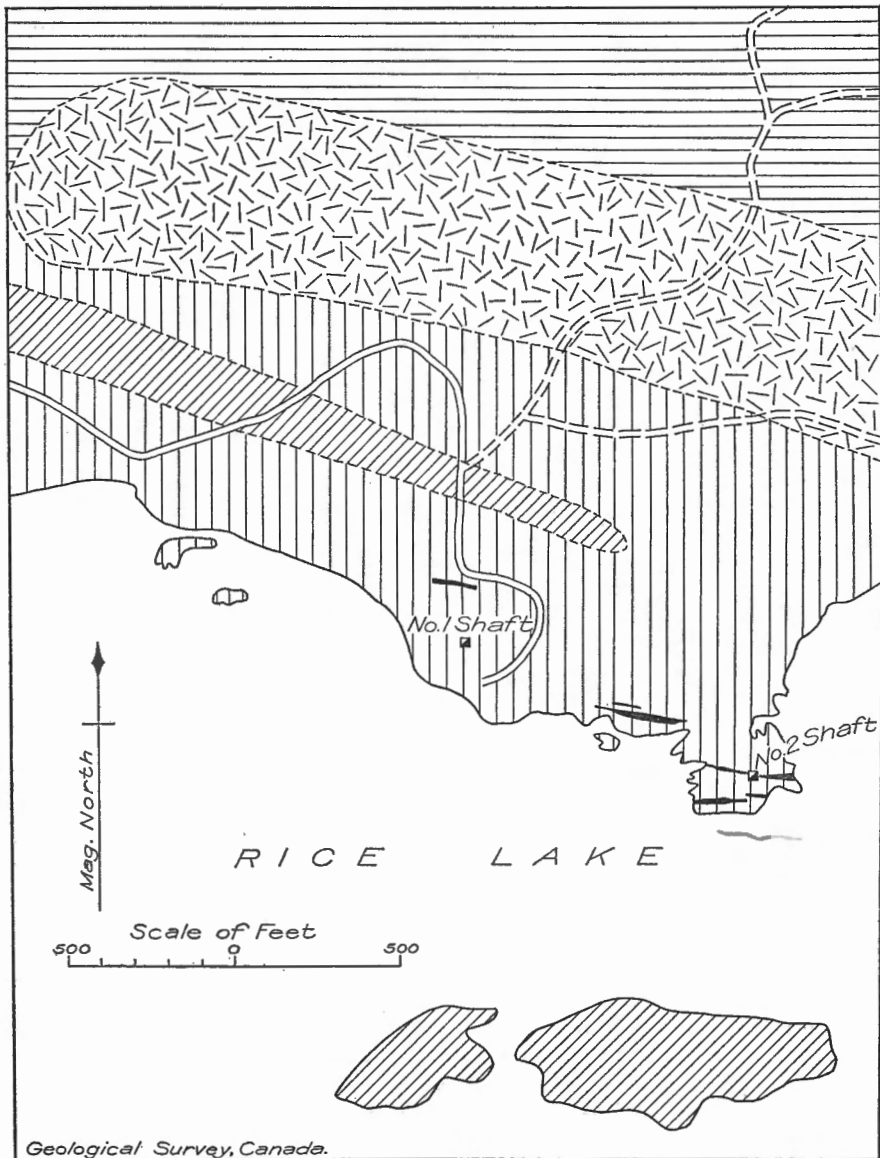 No.1 Shaft
No.2 Shaft
Mag. North
RICE LAKE
Scale of Feet
500 0 500
Geological Survey, Canada.